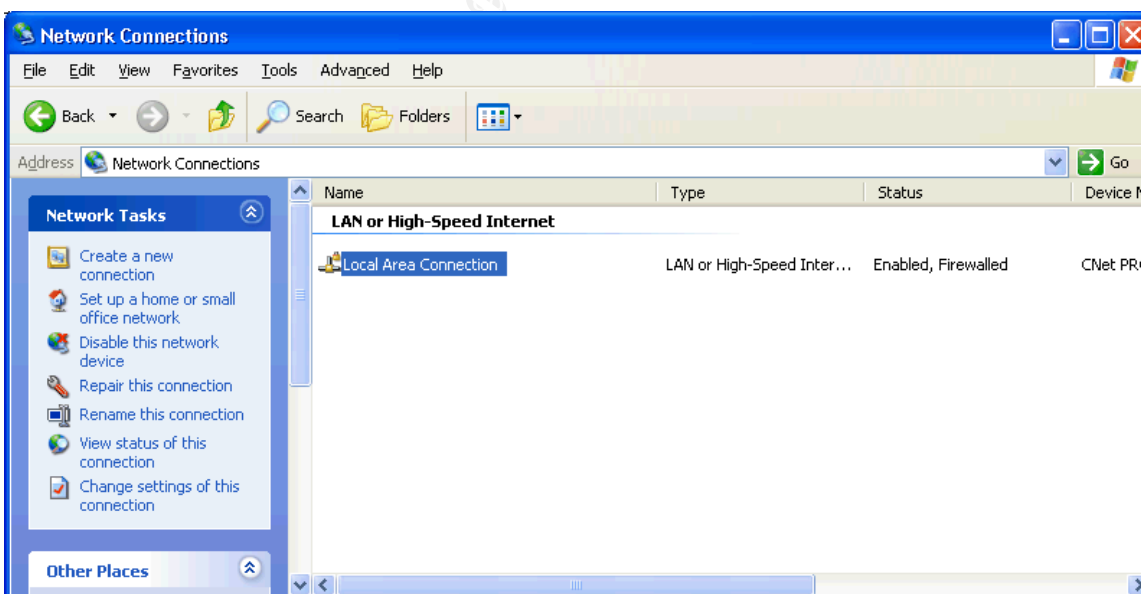 Network Connections
File Edit View Favorites Tools Advanced Help
Back Search Folders
Address Network Connections Go
Name Type Status Device N
Network Tasks
LAN or High-Speed Internet
Create a new
connection
Local Area Connection LAN or High-Speed Inter... Enabled, Firewalled CNet PR
Set up a home or small
office network
Disable this network
device
Repair this connection
Rename this connection
View status of this
connection
Change settings of this
connection
Other Places